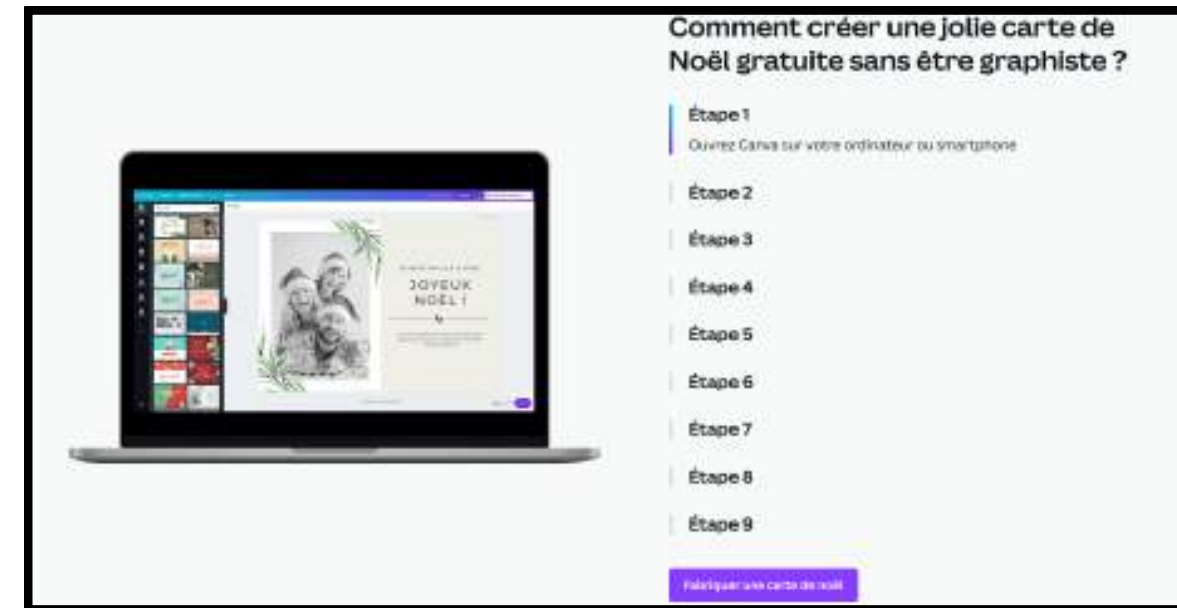 Comment créer une jolie carte de
Noël gratuite sans être graphiste ?
Étape 1
Ouvrez Canva sur votre ordinateur ou smartphone
Étape 2
Étape 3
Étape 4
Étape 5
Étape 6
Étape 7
Étape 8
Étape 9
Fabriquer une carte de noël
JOYEUX
NOËL !